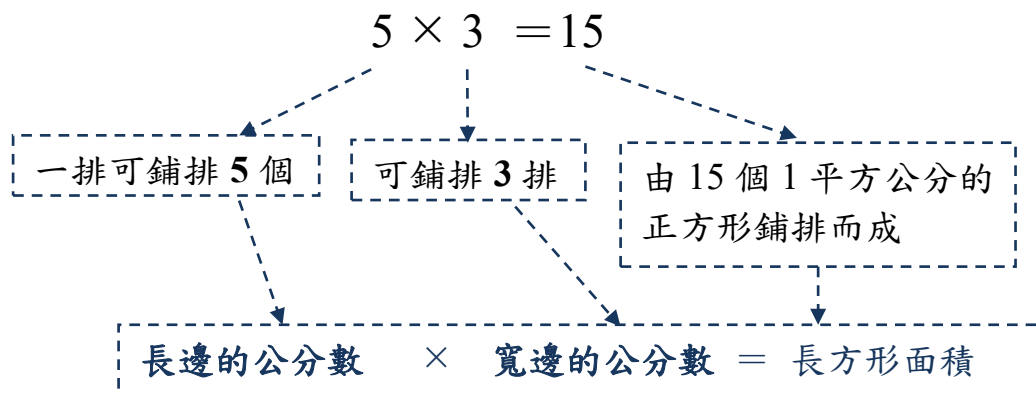 5 × 3 ＝15
一排可鋪排 5 個
可鋪排 3 排
由 15 個 1 平方公分的
正方形鋪排而成
長邊的公分數 × 寬邊的公分數 ＝ 長方形面積